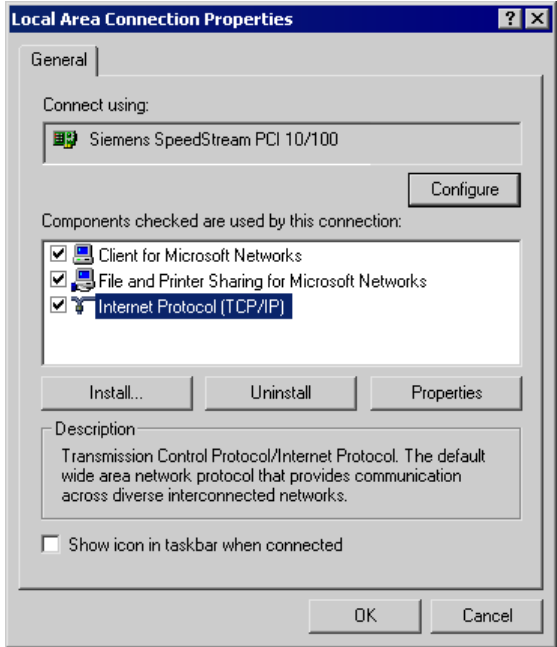 Local Area Connection Properties
General
Connect using:
Siemens SpeedStream PCI 10/100
Configure
Components checked are used by this connection:
Client for Microsoft Networks
File and Printer Sharing for Microsoft Networks
Internet Protocol (TCP/IP)
Install... Uninstall Properties
Description
Transmission Control Protocol/Internet Protocol. The default
wide area network protocol that provides communication
across diverse interconnected networks.
Show icon in taskbar when connected
OK Cancel